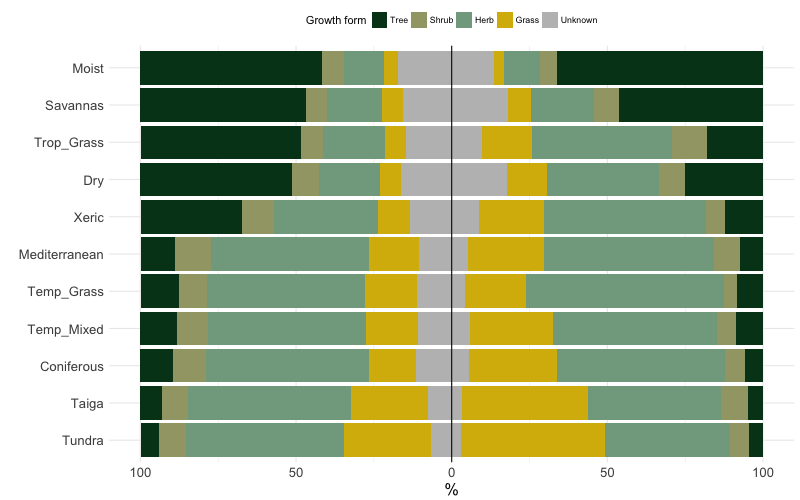 Growth form Tree Shrub Herb Grass Unknown
Moist
Savannas
Trop_Grass
Dry
Xeric
Mediterranean
Temp_Grass
Temp_Mixed
Coniferous
Taiga
Tundra
100 50 0 50 100
%